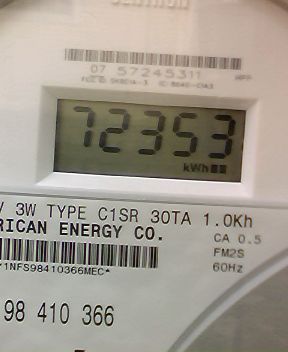 07 57245311
72353
kWh
V 3W TYPE C1SR 30TA 1.0Kh
RICAN ENERGY CO.
CA 0.5
FM2S
60Hz
1NFS98410366MEC*
98 410 366